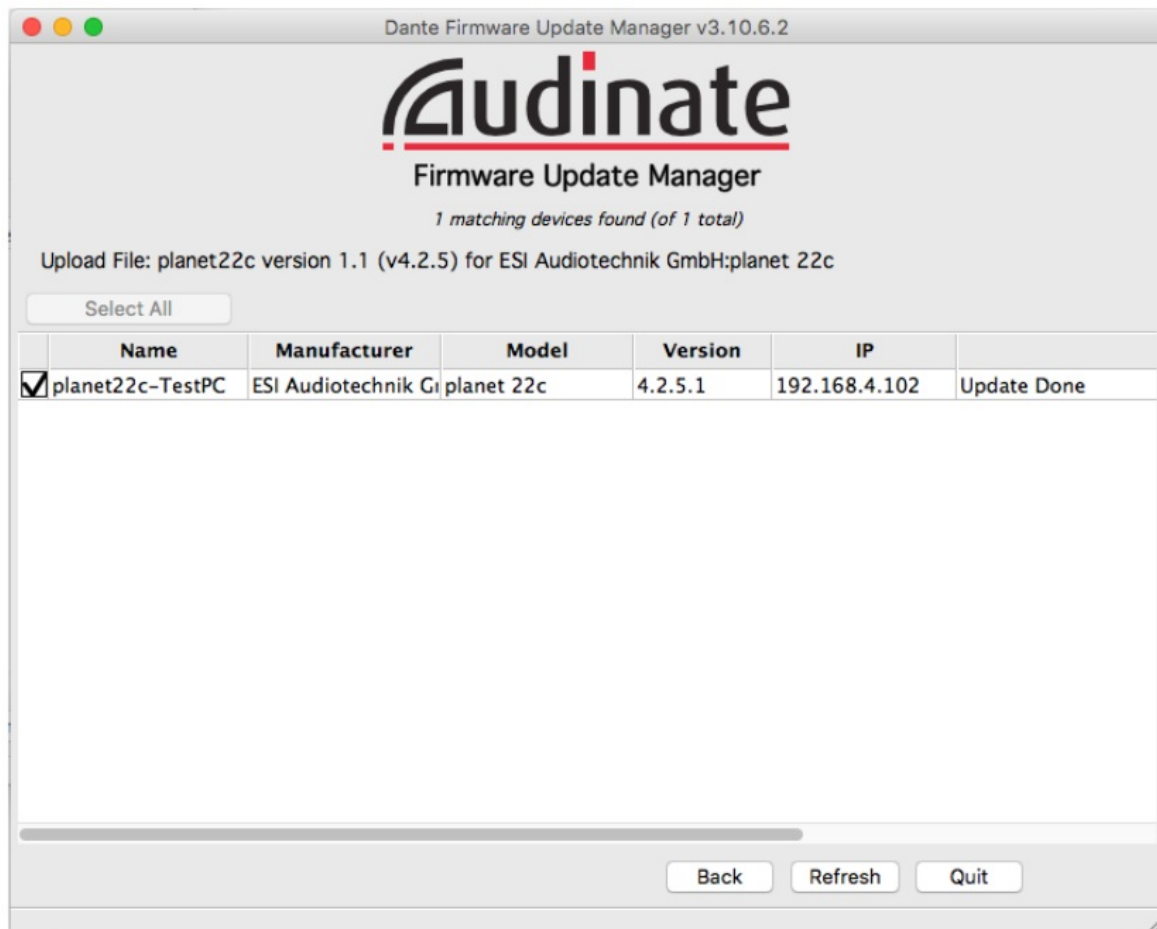 Dante Firmware Update Manager v3.10.6.2
Audinate
Firmware Update Manager
1 matching devices found (of 1 total)
Upload File: planet22c version 1.1 (v4.2.5) for ESI Audiotechnik GmbH:planet 22c
Select All
Name Manufacturer Model Version IP
planet22c-TestPC ESI Audiotechnik G planet 22c 4.2.5.1 192.168.4.102 Update Done
Back Refresh Quit